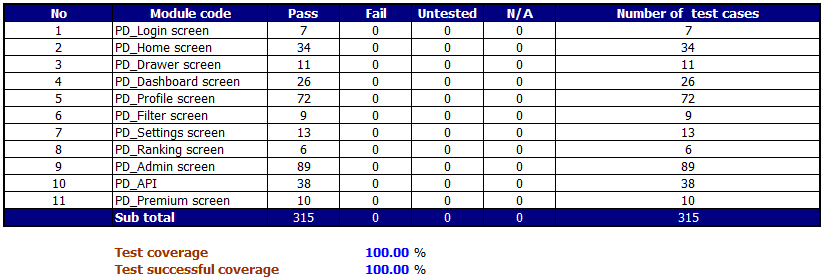 No Module code Pass Fail Untested N/A Number of test cases
1 PD_Login screen 7 0 0 0 7
2 PD_Home screen 34 0 0 0 34
3 PD_Drawer screen 11 0 0 0 11
4 PD_Dashboard screen 26 0 0 0 26
5 PD_Profile screen 72 0 0 0 72
6 PD_Filter screen 9 0 0 0 9
7 PD_Settings screen 13 0 0 0 13
8 PD_Ranking screen 6 0 0 0 6
9 PD_Admin screen 89 0 0 0 89
10 PD_API 38 0 0 0 38
11 PD_Premium screen 10 0 0 0 10
Sub total 315 0 0 0 315
Test coverage 100.00 %
Test successful coverage 100.00 %